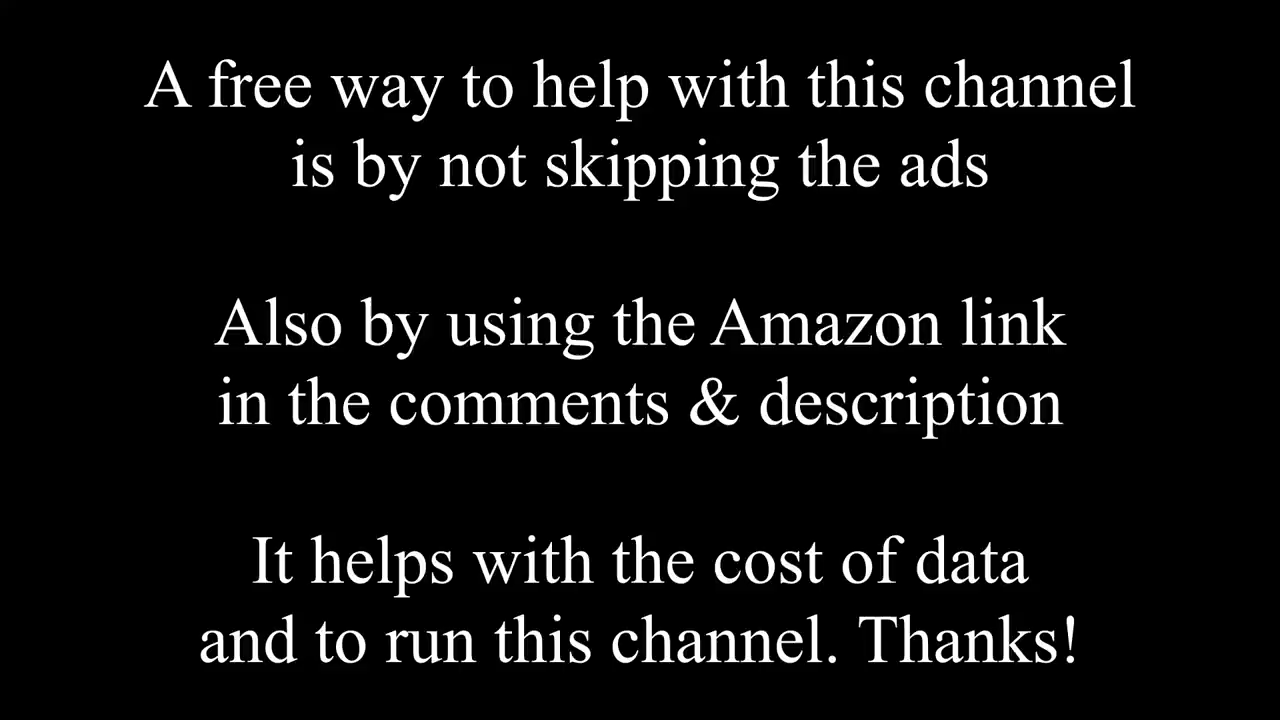 A free way to help with this channel
is by not skipping the ads
Also by using the Amazon link
in the comments & description
It helps with the cost of data
and to run this channel. Thanks!